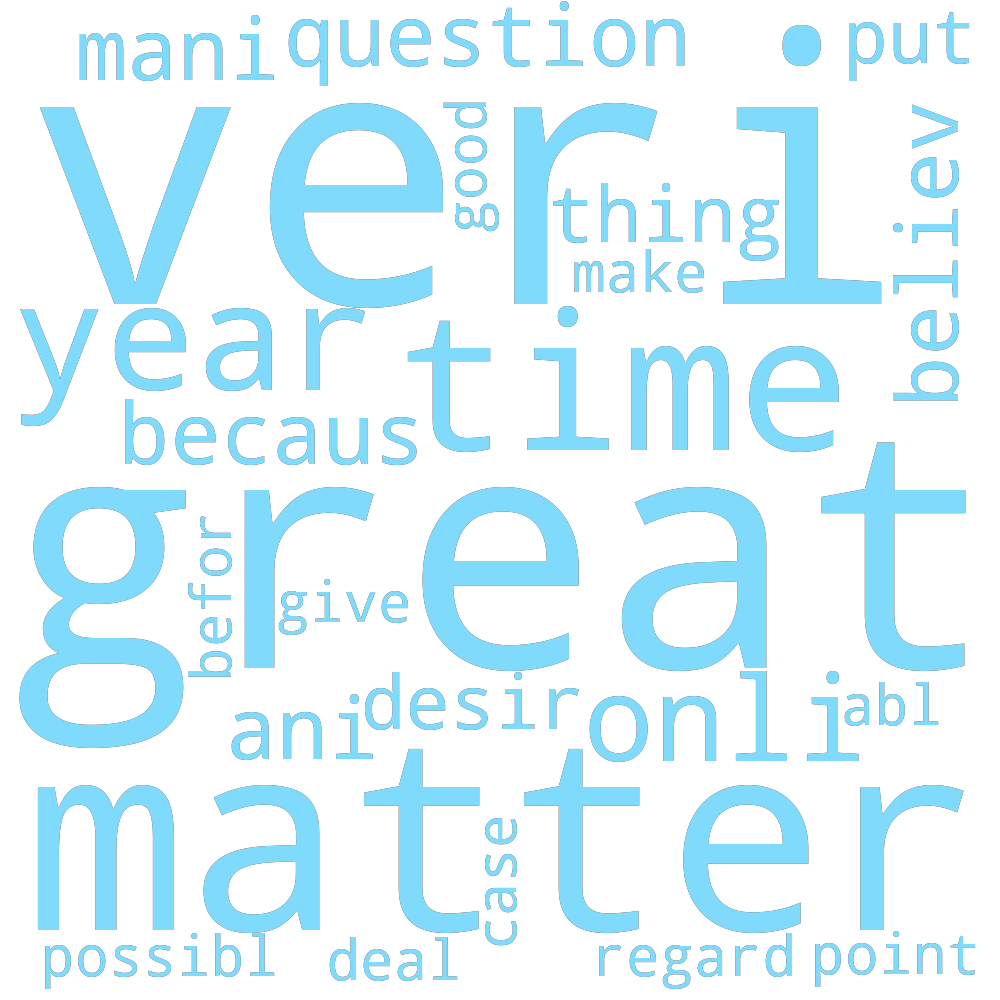 mani question put
veri
good
thing
make
believ
year time
becaus
great
befor
give
ani desir onli abl
matter
case
possibl deal regard point